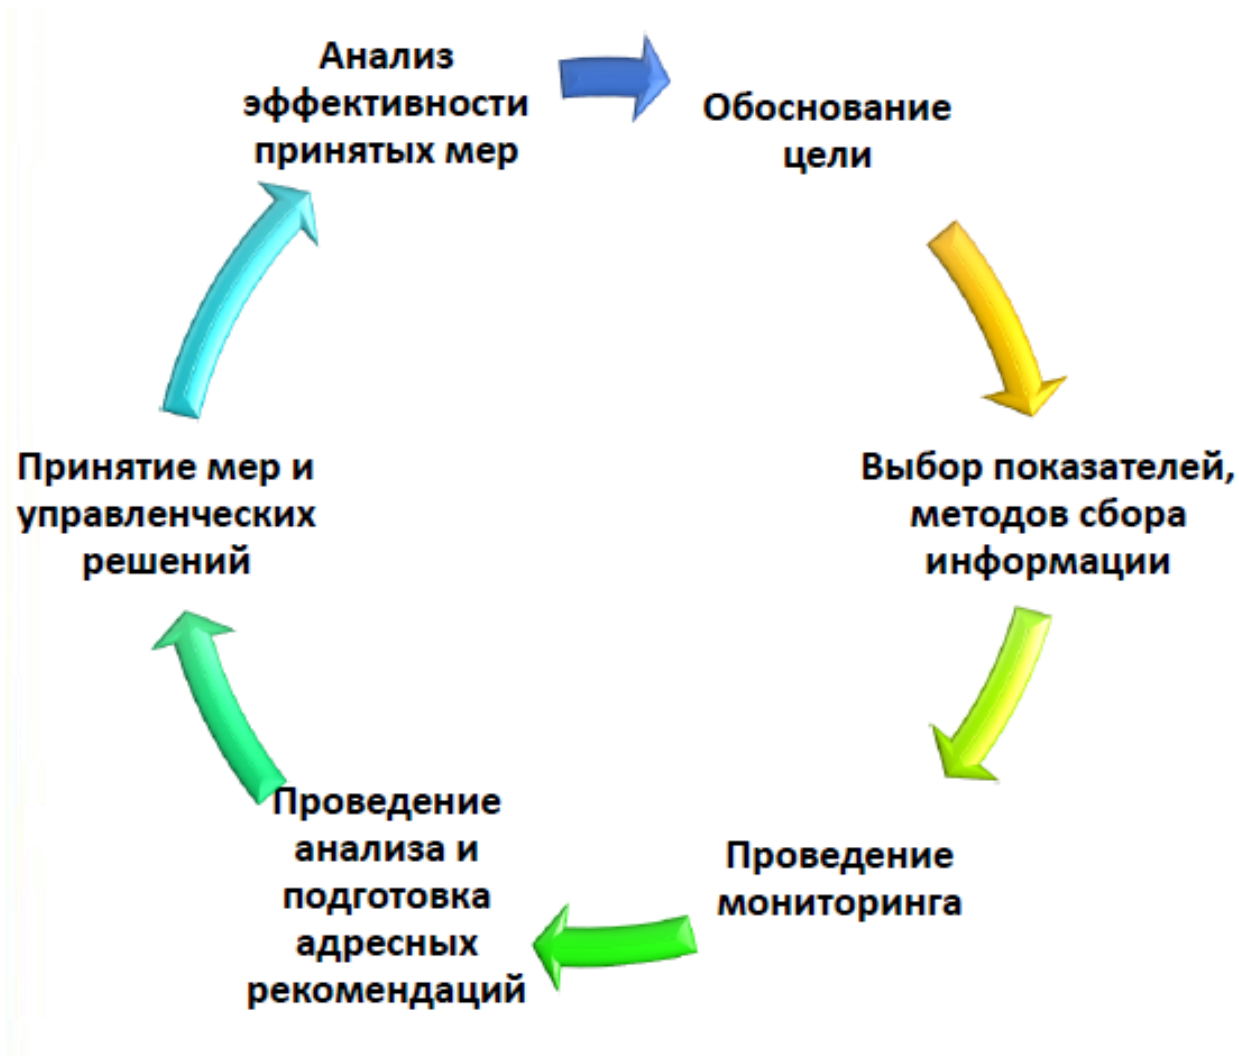 Анализ
эффективности
принятых мер
Обоснование
цели
Выбор показателей,
методов сбора
информации
Проведение
мониторинга
Проведение
анализа и
подготовка
адресных
рекомендаций
Принятие мер и
управленческих
решений